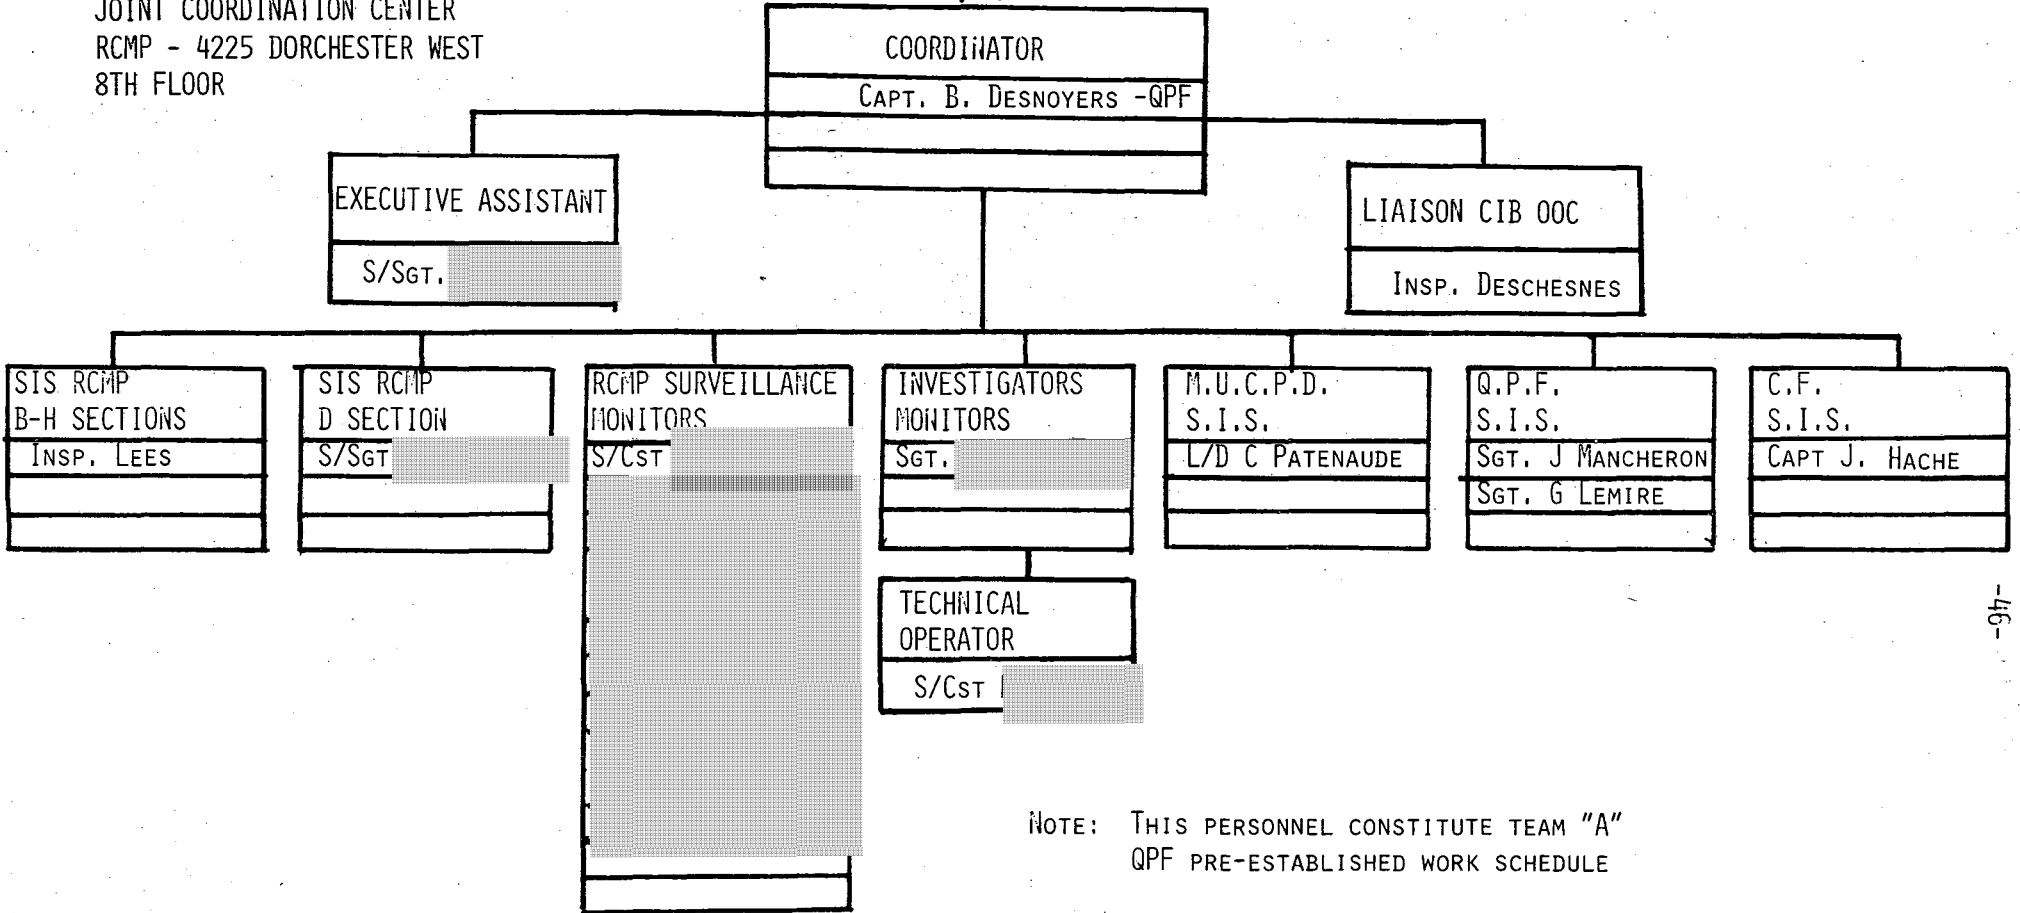 JOINT COORDINATION CENTER
RCMP - 4225 DORCHESTER WEST
8TH FLOOR
COORDINATOR
CAPT. B. DESNOYERS -QPF
EXECUTIVE ASSISTANT
S/SGT.
LIAISON CIB OOC
INSP. DESCHESNES
SIS RCMP
B-H SECTIONS
INSP. LEES
SIS RCMP
D SECTION
S/SGT
RCMP SURVEILLANCE
MONITORS
S/CST
INVESTIGATORS
MONITORS
SGT.
TECHNICAL
OPERATOR
S/CST
M.U.C.P.D.
S.I.S.
L/D C PATENAUDE
Q.P.F.
S.I.S.
SGT. J MANCHERON
SGT. G LEMIRE
C.F.
S.I.S.
CAPT J. HACHE
-46-
NOTE: THIS PERSONNEL CONSTITUTE TEAM "A"
QPF PRE-ESTABLISHED WORK SCHEDULE